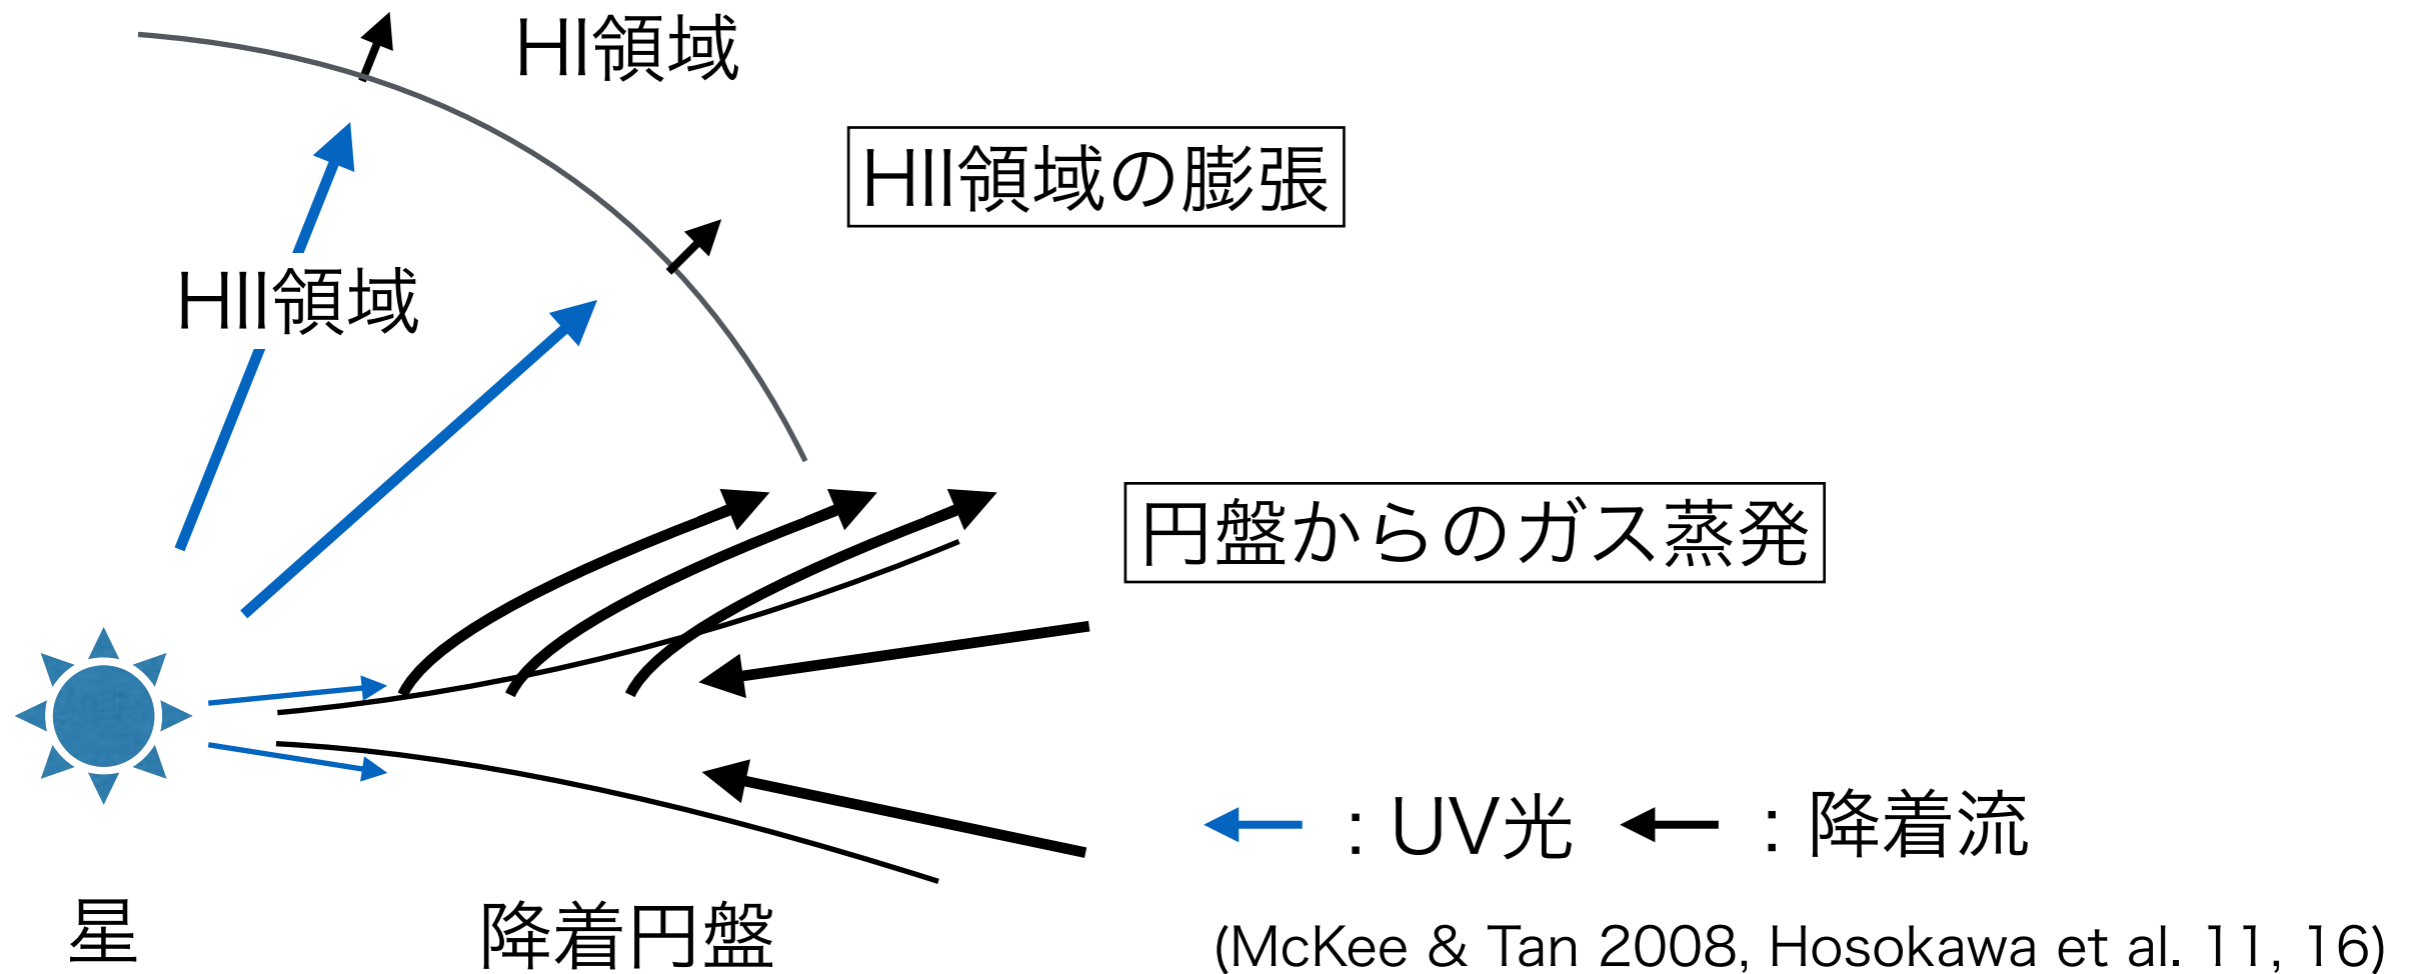 HI領域
HII領域の膨張
HII領域
円盤からのガス蒸発
: UV光 : 降着流
星
降着円盤
(McKee & Tan 2008, Hosokawa et al. 11, 16)